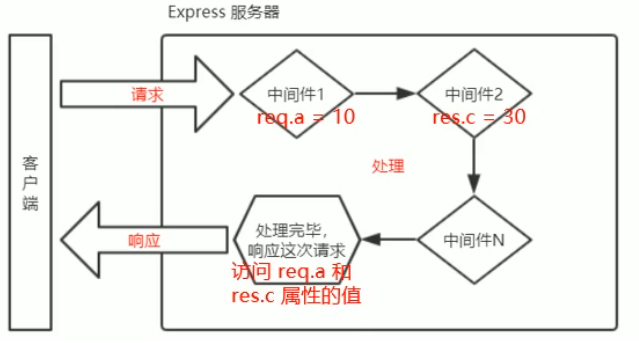 Express 服务器
请求
中间件1
req.a = 10
中间件2
res.c = 30
客
户
端
处理
响应
处理完毕，
响应这次请求
访问 req.a 和
res.c 属性的值
中间件N